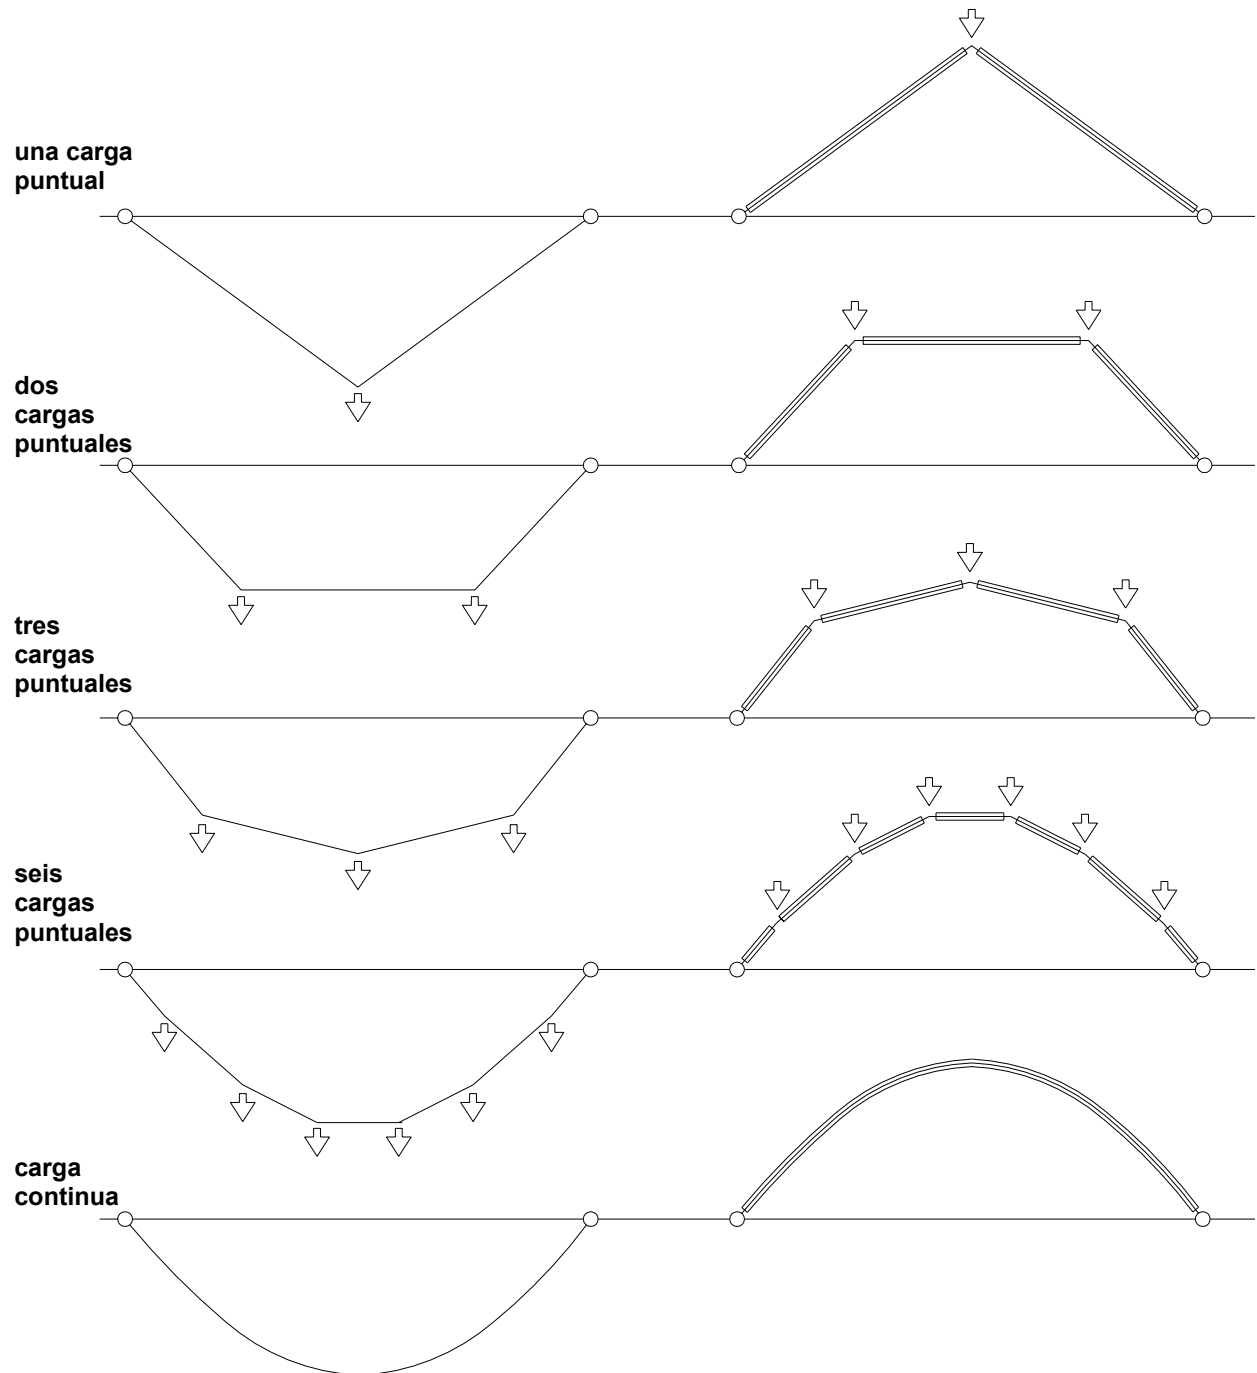 una carga
puntual
dos
cargas
puntuales
tres
cargas
puntuales
seis
cargas
puntuales
carga
continua